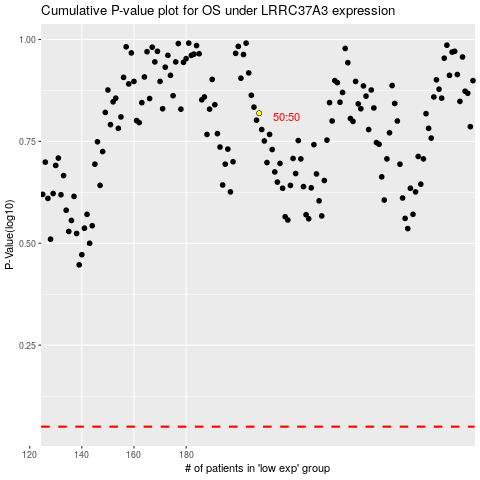 Cumulative P-value plot for OS under LRRC37A3 expression
1.00
0.75
0.50
0.25
P-Value(log10)
50:50
120 140 160 180
# of patients in 'low exp' group